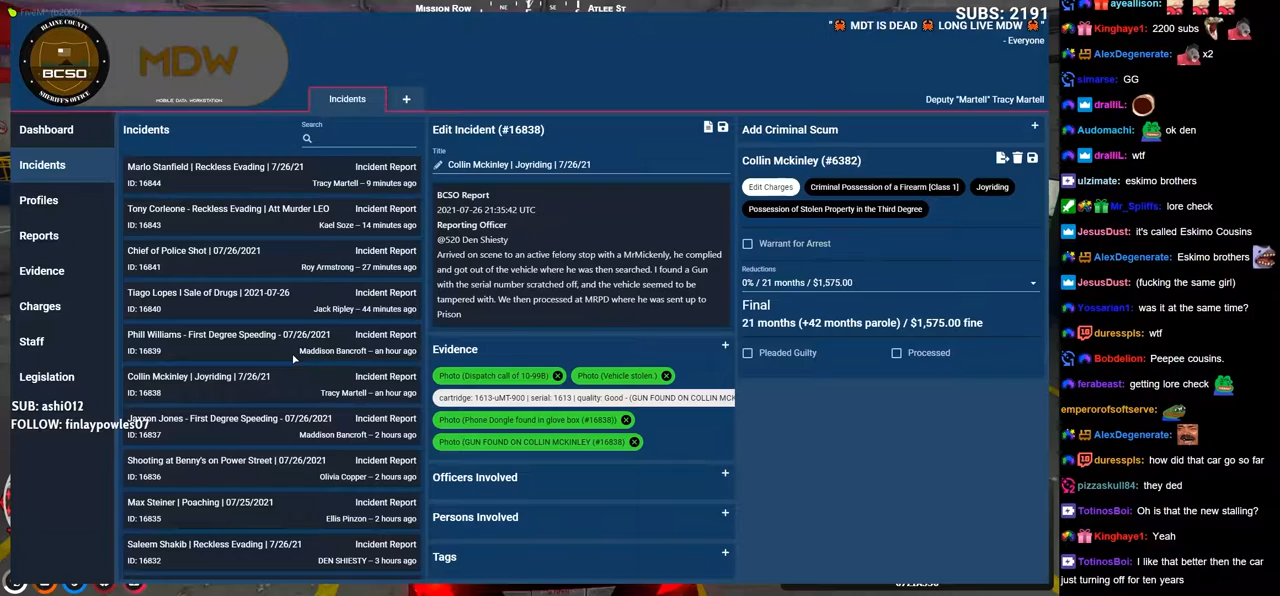 FiveM® (b2060)
Mission Row
NE
SE
Atlee St
SUBS: 2191
" 🦀 MDT IS DEAD 🦀 LONG LIVE MDW 🦀 "
- Everyone
BLAINE COUNTY
BCSO
SHERIFF'S OFFICE
MDW
MOBILE DATA WORKSTATION
Incidents
+
Deputy "Martell" Tracy Martell
Dashboard
Incidents
Profiles
Reports
Evidence
Charges
Staff
Legislation
SUB: ashi012
FOLLOW: finlaypowles07
Incidents
Search
Marlo Stanfield | Reckless Evading | 7/26/21 Incident Report
ID: 16844 Tracy Martell – 9 minutes ago
Tony Corleone - Reckless Evading | Att Murder LEO Incident Report
ID: 16843 Kael Soze – 14 minutes ago
Chief of Police Shot | 07/26/2021 Incident Report
ID: 16841 Roy Armstrong – 27 minutes ago
Tiago Lopes I Sale of Drugs | 2021-07-26 Incident Report
ID: 16840 Jack Ripley – 44 minutes ago
Phill Williams - First Degree Speeding - 07/26/2021 Incident Report
ID: 16839 Maddison Bancroft – an hour ago
Collin Mckinley | Joyriding | 7/26/21 Incident Report
ID: 16838 Tracy Martell – an hour ago
Jaxxon Jones - First Degree Speeding - 07/26/2021 Incident Report
ID: 16837 Maddison Bancroft – 2 hours ago
Shooting at Benny's on Power Street | 07/26/2021 Incident Report
ID: 16836 Olivia Copper – 2 hours ago
Max Steiner | Poaching | 07/25/2021 Incident Report
ID: 16835 Ellis Pinzon – 2 hours ago
Saleem Shakib | Reckless Evading | 7/26/21 Incident Report
ID: 16832 DEN SHIESTY – 3 hours ago
Edit Incident (#16838)
Title
Collin Mckinley | Joyriding | 7/26/21
BCSO Report
2021-07-26 21:35:42 UTC
Reporting Officer
@520 Den Shiesty
Arrived on scene to an active felony stop with a MrMickenly, he complied
and got out of the vehicle where he was then searched. I found a Gun
with the serial number scratched off, and the vehicle seemed to be
tampered with. We then processed at MRPD where he was sent up to
Prison
Evidence
+
Photo (Dispatch call of 10-99B)
Photo (Vehicle stolen.)
cartridge: 1613-uMT-900 | serial: 1613 | quality: Good - (GUN FOUND ON COLLIN MCK
Photo (Phone Dongle found in glove box (#16838))
Photo (GUN FOUND ON COLLIN MCKINLEY (#16838)
Officers Involved
+
Persons Involved
+
Tags
+
Add Criminal Scum
+
Collin Mckinley (#6382)
Edit Charges
Criminal Possession of a Firearm [Class 1]
Joyriding
Possession of Stolen Property in the Third Degree
Warrant for Arrest
Reductions
0% / 21 months / $1,575.00
Final
21 months (+42 months parole) / $1,575.00 fine
Pleaded Guilty
Processed
ayeallison:
Kinghaye1: 2200 subs
AlexDegenerate: x2
simarse: GG
dralliL:
Audomachi: ok den
dralliL: wtf
ulzimate: eskimo brothers
Mr_Spliffs: lore check
JesusDust: it's called Eskimo Cousins
AlexDegenerate: Eskimo brothers
JesusDust: (fucking the same girl)
Yossarian1: was it at the same time?
duresspls: wtf
Bobdelion: Peepee cousins.
ferabeast: getting lore check
emperorofsoftserve:
AlexDegenerate:
duresspls: how did that car go so far
pizzaskull84: they ded
TotinosBoi: Oh is that the new stalling?
Kinghaye1: Yeah
TotinosBoi: I like that better then the car
just turning off for ten years